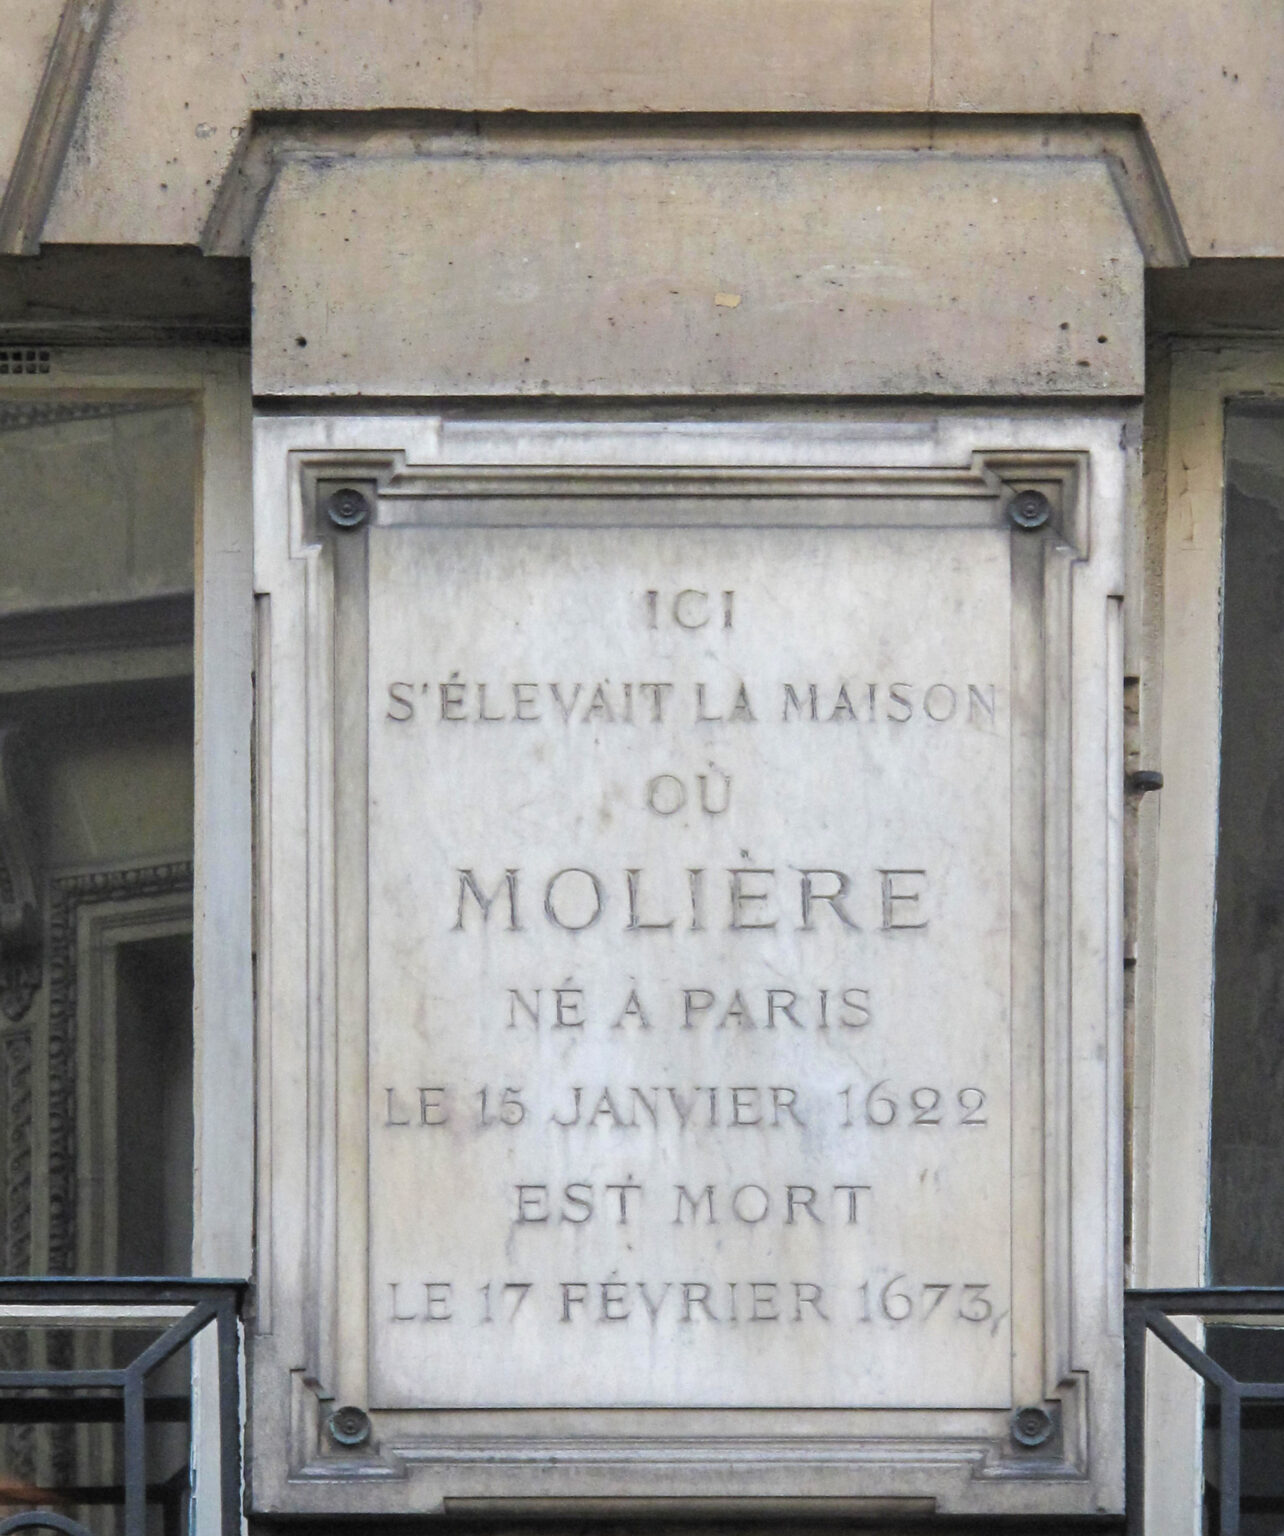 ICI
S'ÉLEVAIT LA MAISON
OÙ
MOLIÈRE
NÉ A PARIS
LE 15 JANVIER 1622
EST MORT
LE 17 FÉVRIER 1673